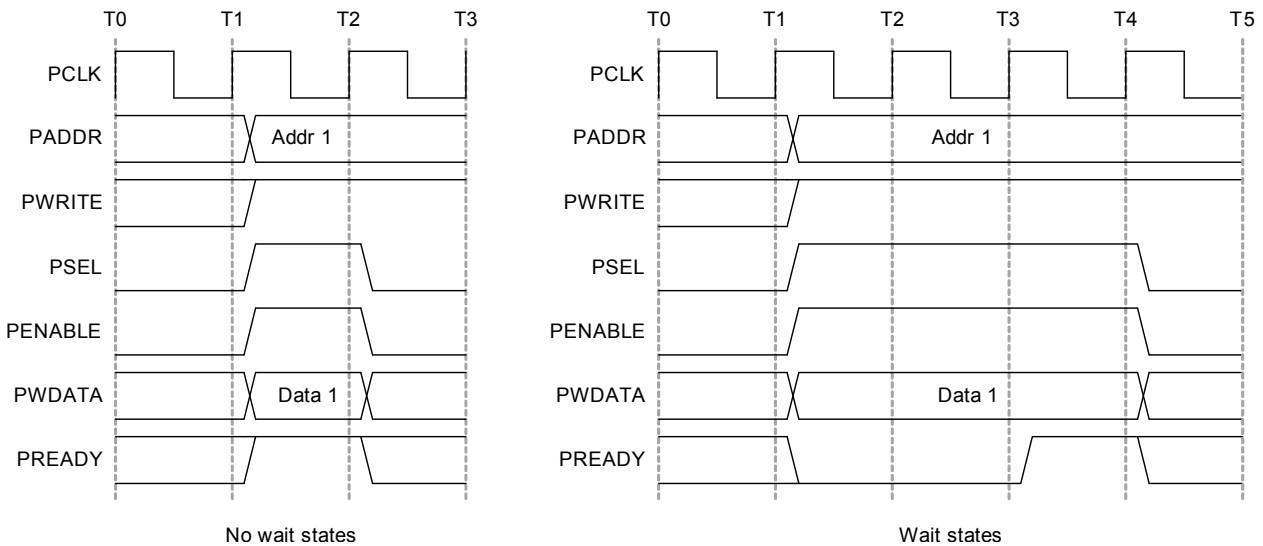 T0 T1 T2 T3
PCLK
PADDR Addr 1
PWRITE
PSEL
PENABLE
PWDATA Data 1
PREADY
No wait states
T0 T1 T2 T3 T4 T5
PCLK
PADDR Addr 1
PWRITE
PSEL
PENABLE
PWDATA Data 1
PREADY
Wait states